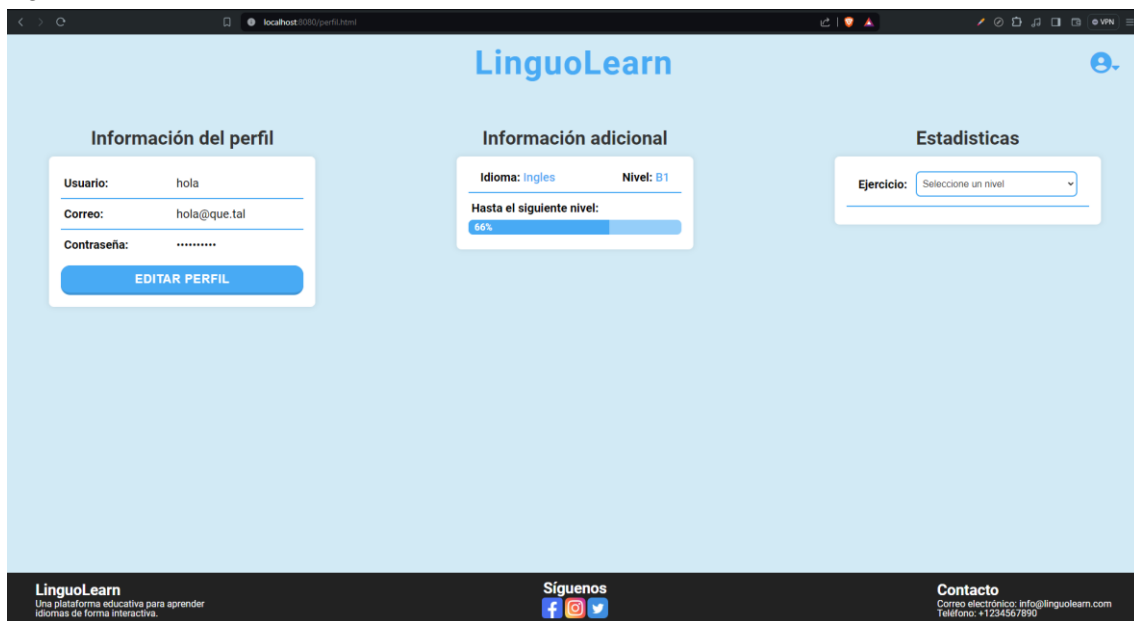 localhost:8080/perfil.html
VPN
LinguoLearn
Información del perfil
Usuario: hola
Correo: hola@que.tal
Contraseña: ··········
EDITAR PERFIL
Información adicional
Idioma: Ingles Nivel: B1
Hasta el siguiente nivel:
66%
Estadisticas
Ejercicio: Seleccione un nivel
LinguoLearn
Una plataforma educativa para aprender
idiomas de forma interactiva.
Síguenos
Contacto
Correo electrónico: info@linguolearn.com
Teléfono: +1234567890